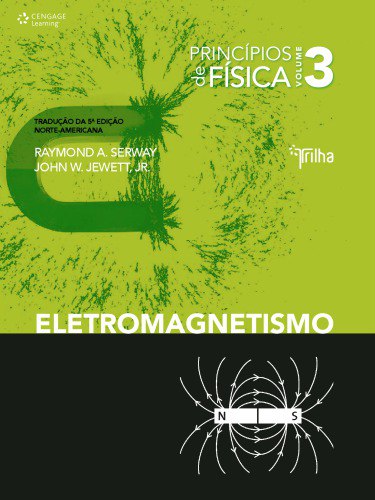 CENGAGE
Learning
PRINCÍPIOS
de FÍSICA
VOLUME 3
TRADUÇÃO DA 5ª EDIÇÃO
NORTE-AMERICANA
RAYMOND A. SERWAY
JOHN W. JEWETT, JR.
Trilha
ELETROMAGNETISMO
N S